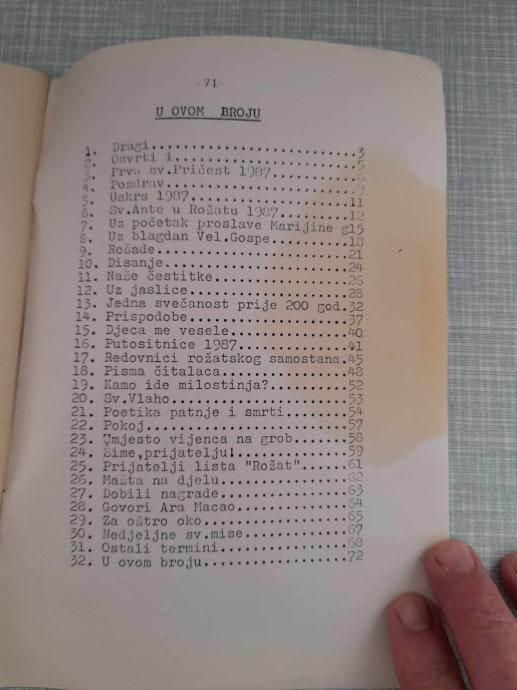 -71-
U OVOM BROJU
1. Dragi..............................3
2. Osvrti i...........................5
3. Prva sv.Pričest 1987...............
4. Pozdrav............................9
5. Uskrs 1987.........................11
6. Sv.Ante u Rožatu 1987..............12
7. Uz početak proslave Marijine g15
8. Uz blagdan Vel.Gospe...............18
9. Rošade.............................21
10. Disanje...........................24
11. Naše čestitke.....................26
12. Uz jaslice........................28
13. Jedna svečanost prije 200 god.32
14. Prispodobe........................37
15. Djeca me vesele...................40
16. Putositnice 1987..................41
17. Redovnici rožatskog samostana.45
18. Pisma čitalaca....................48
19. Kamo ide milostinja?..............52
20. Sv.Vlaho..........................53
21. Poetika patnje i smrti............54
22. Pokoj.............................57
23. Umjesto vijenca na grob...........58
24. Šime,prijatelju!..................59
25. Prijatelji lista "Rožat"..........61
26. Mašta na djelu....................62
27. Dobili nagrade....................63
28. Govori Ara Macao..................64
29. Za oštro oko......................65
30. Nedjeljne sv.mise.................67
31. Ostali termini....................68
32. U ovom broju......................72